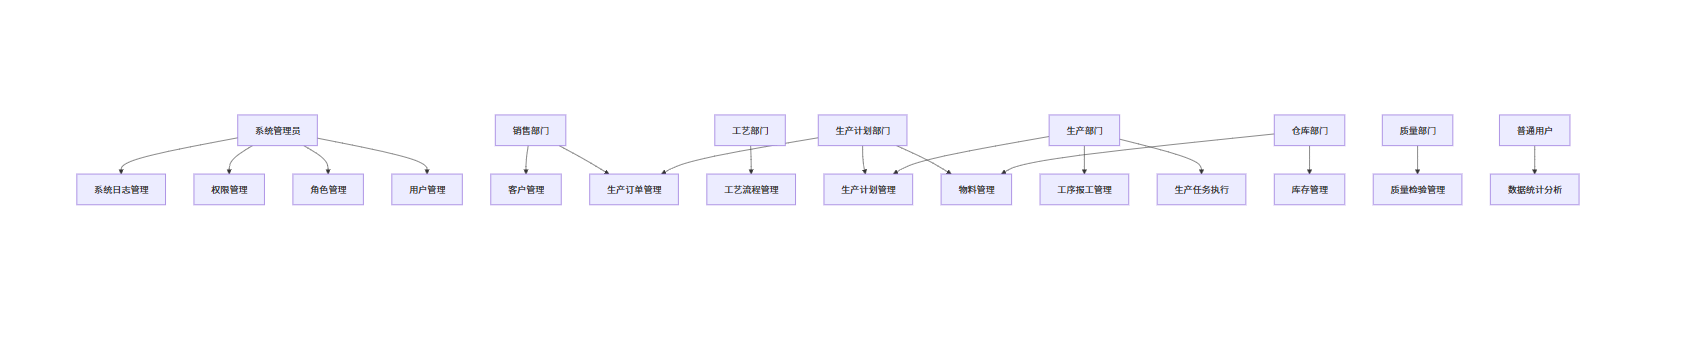 系统管理员
销售部门
工艺部门
生产计划部门
生产部门
仓库部门
质量部门
普通用户
系统日志管理
权限管理
角色管理
用户管理
客户管理
生产订单管理
工艺流程管理
生产计划管理
物料管理
工序报工管理
生产任务执行
库存管理
质量检验管理
数据统计分析